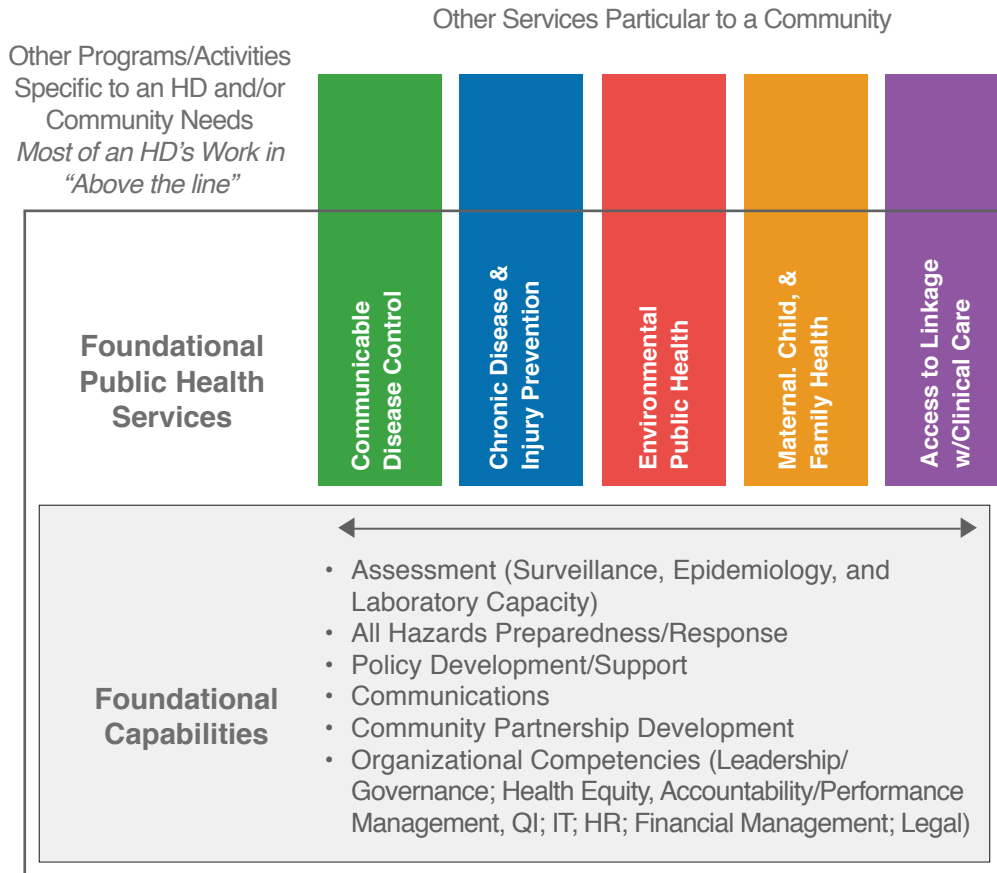 Other Services Particular to a Community
Other Programs/Activities
Specific to an HD and/or
Community Needs
Most of an HD's Work in
“Above the line”
Foundational
Public Health
Services
Communicable
Disease Control
Chronic Disease &
Injury Prevention
Environmental
Public Health
Maternal. Child, &
Family Health
Access to Linkage
w/Clinical Care
Foundational
Capabilities
• Assessment (Surveillance, Epidemiology, and
Laboratory Capacity)
• All Hazards Preparedness/Response
• Policy Development/Support
• Communications
• Community Partnership Development
• Organizational Competencies (Leadership/
Governance; Health Equity, Accountability/Performance
Management, QI; IT; HR; Financial Management; Legal)